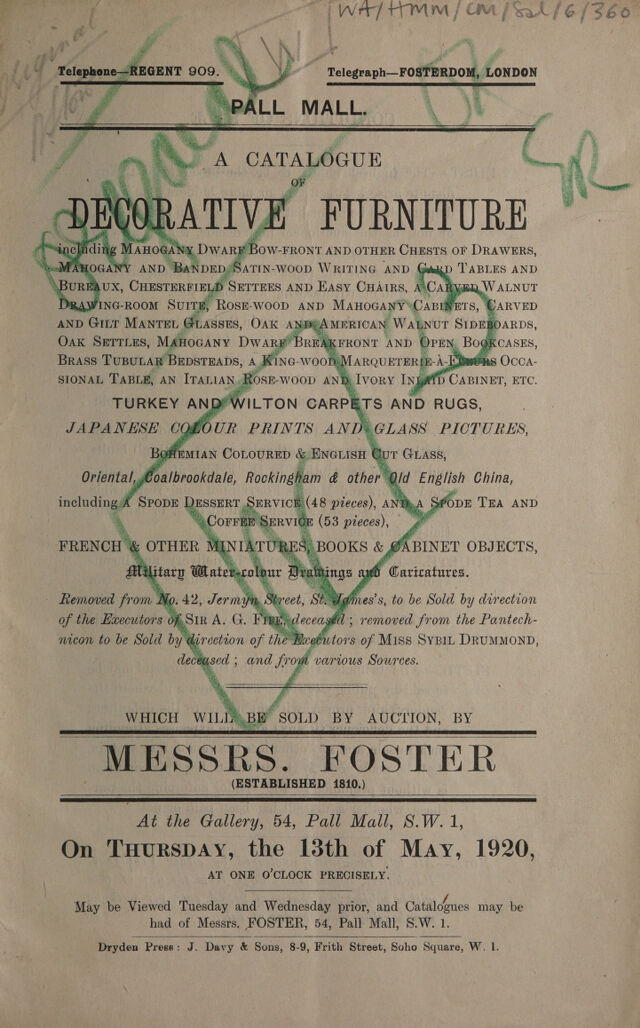 WA/HMM/CM/Sal/6/360
Telephone—REGENT 909. Telegraph—FOSTERDOM, LONDON
PALL MALL.
A CATALOGUE
OF
DECORATIVE FURNITURE
including MAHOGANY DWARF BOW-FRONT AND OTHER CHESTS OF DRAWERS,
MAHOGANY AND BANDED SATIN-WOOD WRITING AND CARD TABLES AND
BUREAUX, CHESTERFIELD SETTEES AND EASY CHAIRS, A CARVED WALNUT
DRAWING-ROOM SUITE, ROSE-WOOD AND MAHOGANY CABINETS, CARVED
AND GILT MANTEL GLASSES, OAK AND AMERICAN WALNUT SIDEBOARDS,
OAK SETTLES, MAHOGANY DWARF BREAKFRONT AND OPEN BOOKCASES,
BRASS TUBULAR BEDSTEADS, A KING-WOOD MARQUETERIE-À-FLEURS OCCA-
SIONAL TABLE, AN ITALIAN ROSE-WOOD AND IVORY INLAID CABINET, ETC.
TURKEY AND WILTON CARPETS AND RUGS,
JAPANESE COLOUR PRINTS AND GLASS PICTURES,
BOHEMIAN COLOURED & ENGLISH CUT GLASS,
Oriental, Coalbrookdale, Rockingham & other Old English China,
including A SPODE DESSERT SERVICE (48 pieces), AND A SPODE TEA AND
COFFEE SERVICE (53 pieces),
FRENCH & OTHER MINIATURES, BOOKS & CABINET OBJECTS,
Military Water-colour Drawings and Caricatures.
Removed from No. 42, Jermyn Street, St. James's, to be Sold by direction
of the Executors of SIR A. G. FIFE, deceased; removed from the Pantech-
nicon to be Sold by direction of the Executors of MISS SYBIL DRUMMOND,
deceased; and from various Sources.
WHICH WILL BE SOLD BY AUCTION, BY
MESSRS. FOSTER
(ESTABLISHED 1810.)
At the Gallery, 54, Pall Mall, S.W. 1,
On THURSDAY, the 13th of MAY, 1920,
AT ONE O'CLOCK PRECISELY.
May be Viewed Tuesday and Wednesday prior, and Catalogues may be
had of Messrs. FOSTER, 54, Pall Mall, S.W. 1.
Dryden Press: J. Davy & Sons, 8-9, Frith Street, Soho Square, W. 1.